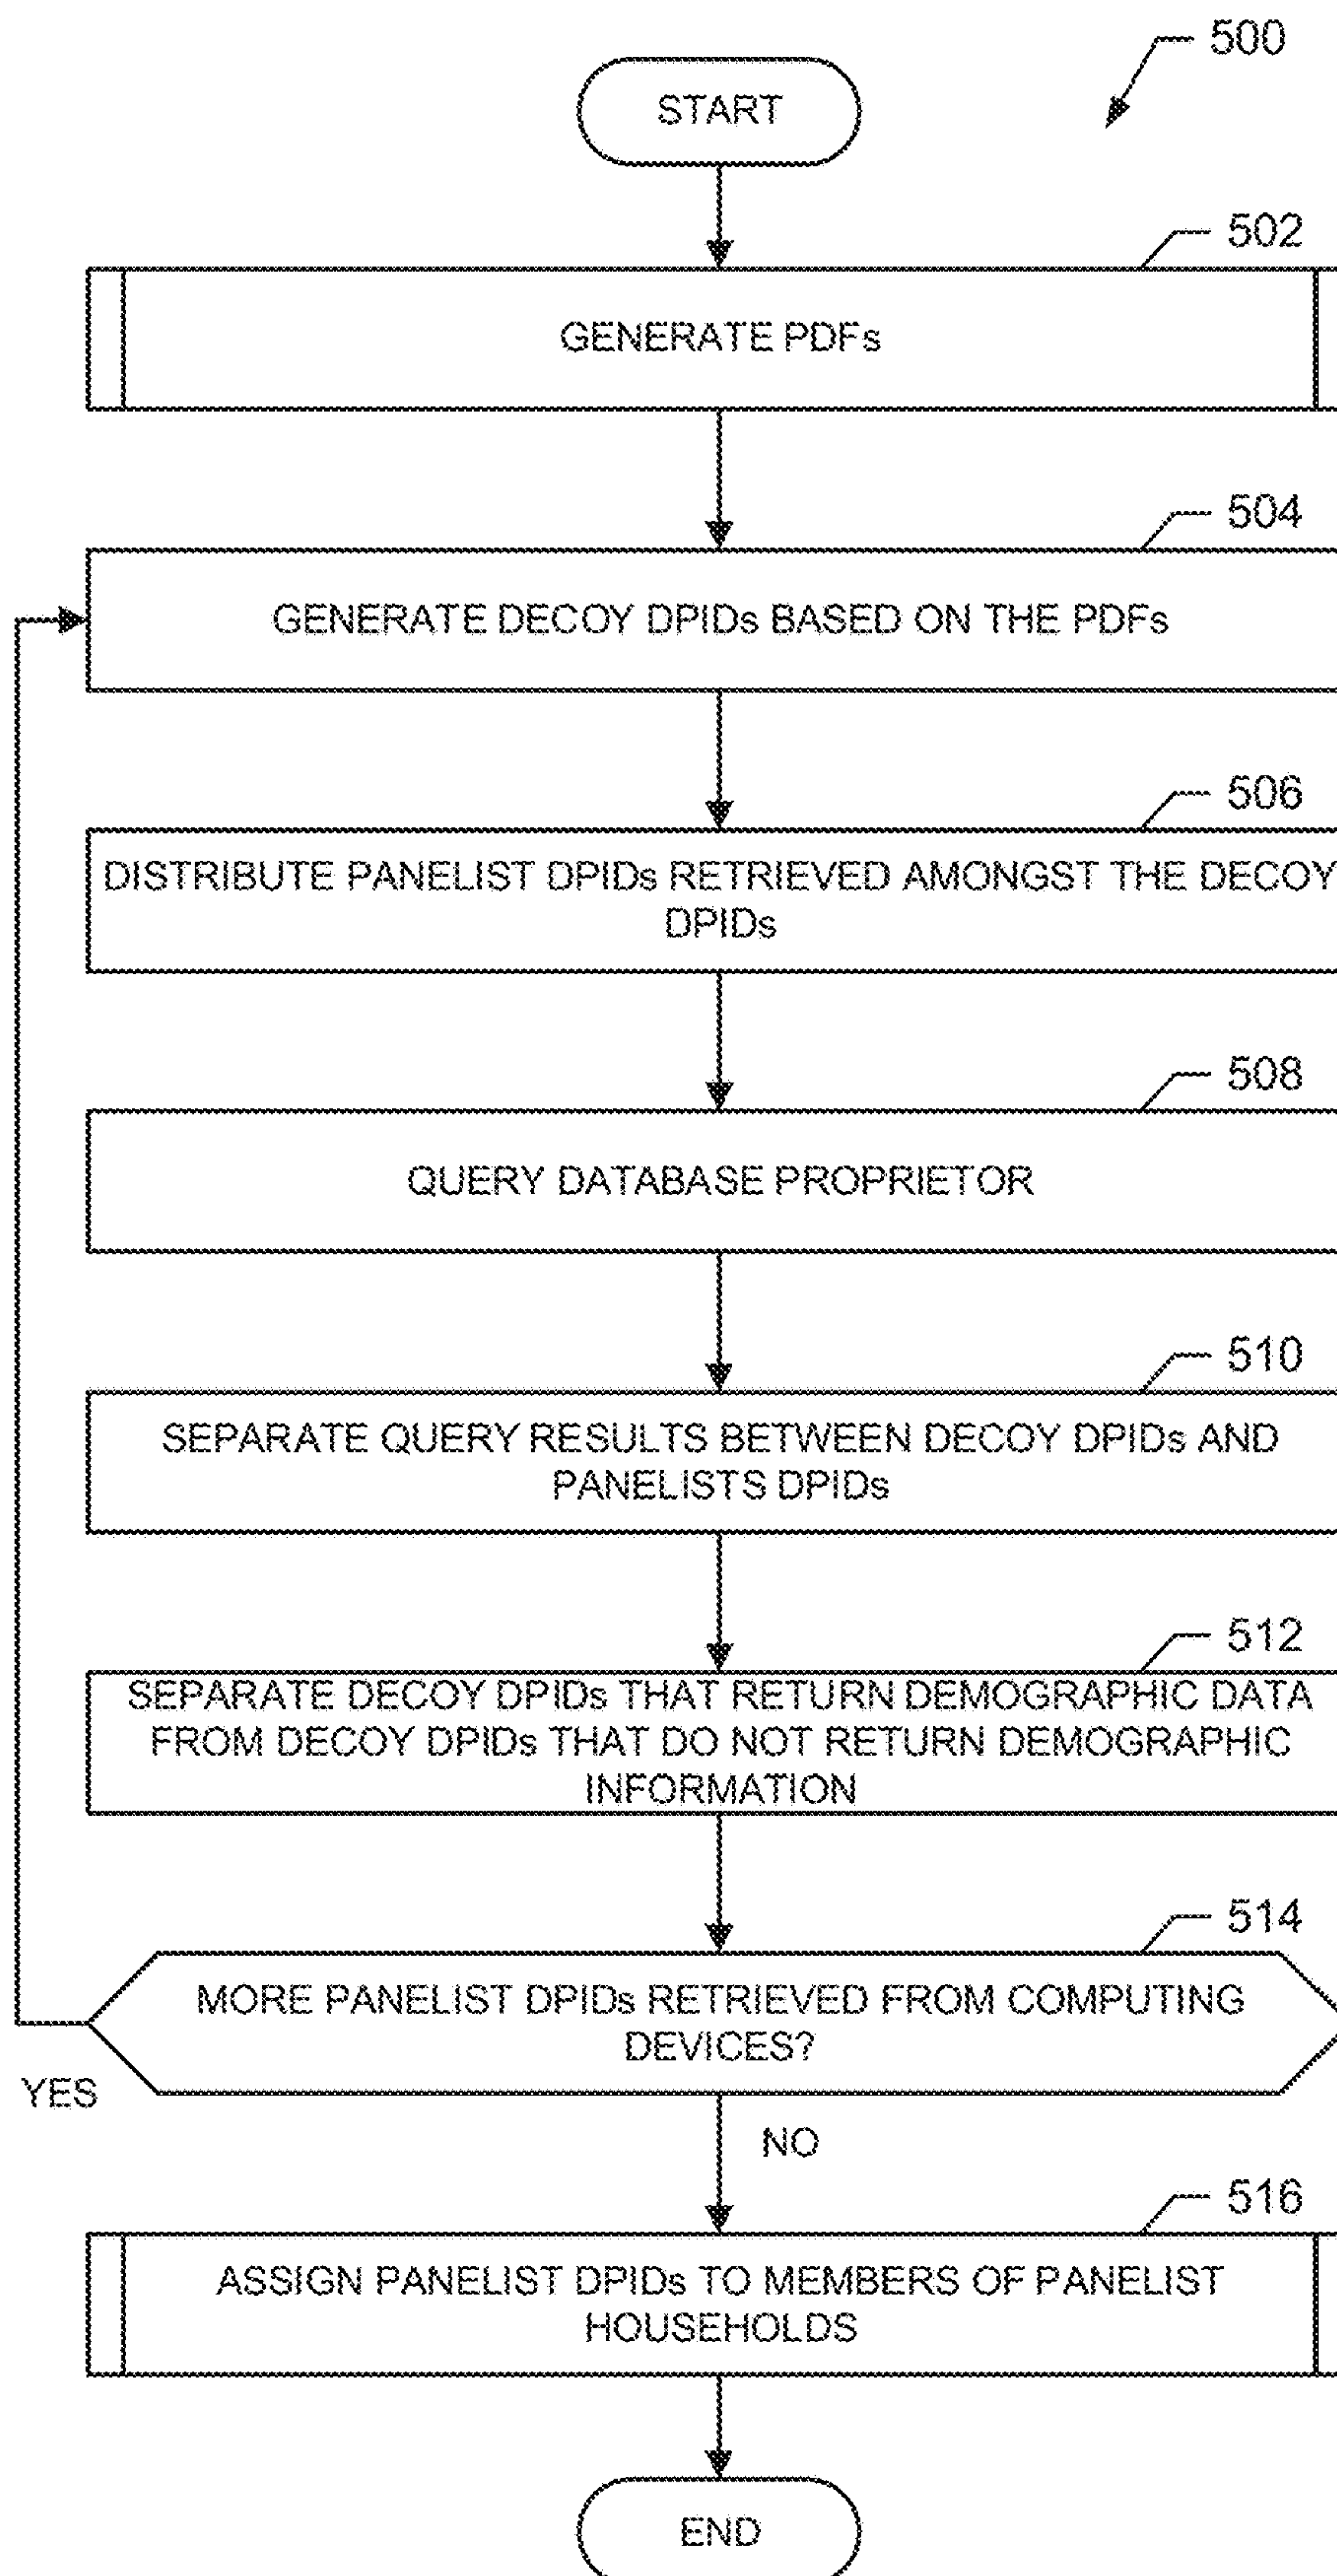 500
START
502
GENERATE PDFs
504
GENERATE DECOY DPIDs BASED ON THE PDFs
506
DISTRIBUTE PANELIST DPIDs RETRIEVED AMONGST THE DECOY
DPIDs
508
QUERY DATABASE PROPRIETOR
510
SEPARATE QUERY RESULTS BETWEEN DECOY DPIDs AND
PANELISTS DPIDs
512
SEPARATE DECOY DPIDs THAT RETURN DEMOGRAPHIC DATA
FROM DECOY DPIDs THAT DO NOT RETURN DEMOGRAPHIC
INFORMATION
514
MORE PANELIST DPIDs RETRIEVED FROM COMPUTING
DEVICES?
YES
NO
516
ASSIGN PANELIST DPIDs TO MEMBERS OF PANELIST
HOUSEHOLDS
END